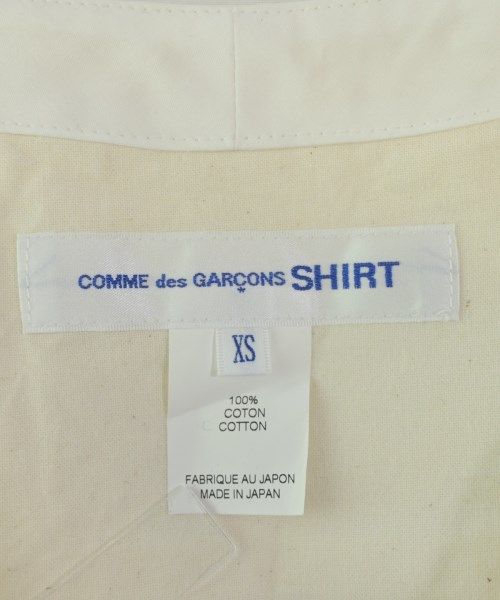 COMME des GARÇONS SHIRT
XS
100%
COTON
COTTON
FABRIQUE AU JAPON
MADE IN JAPAN